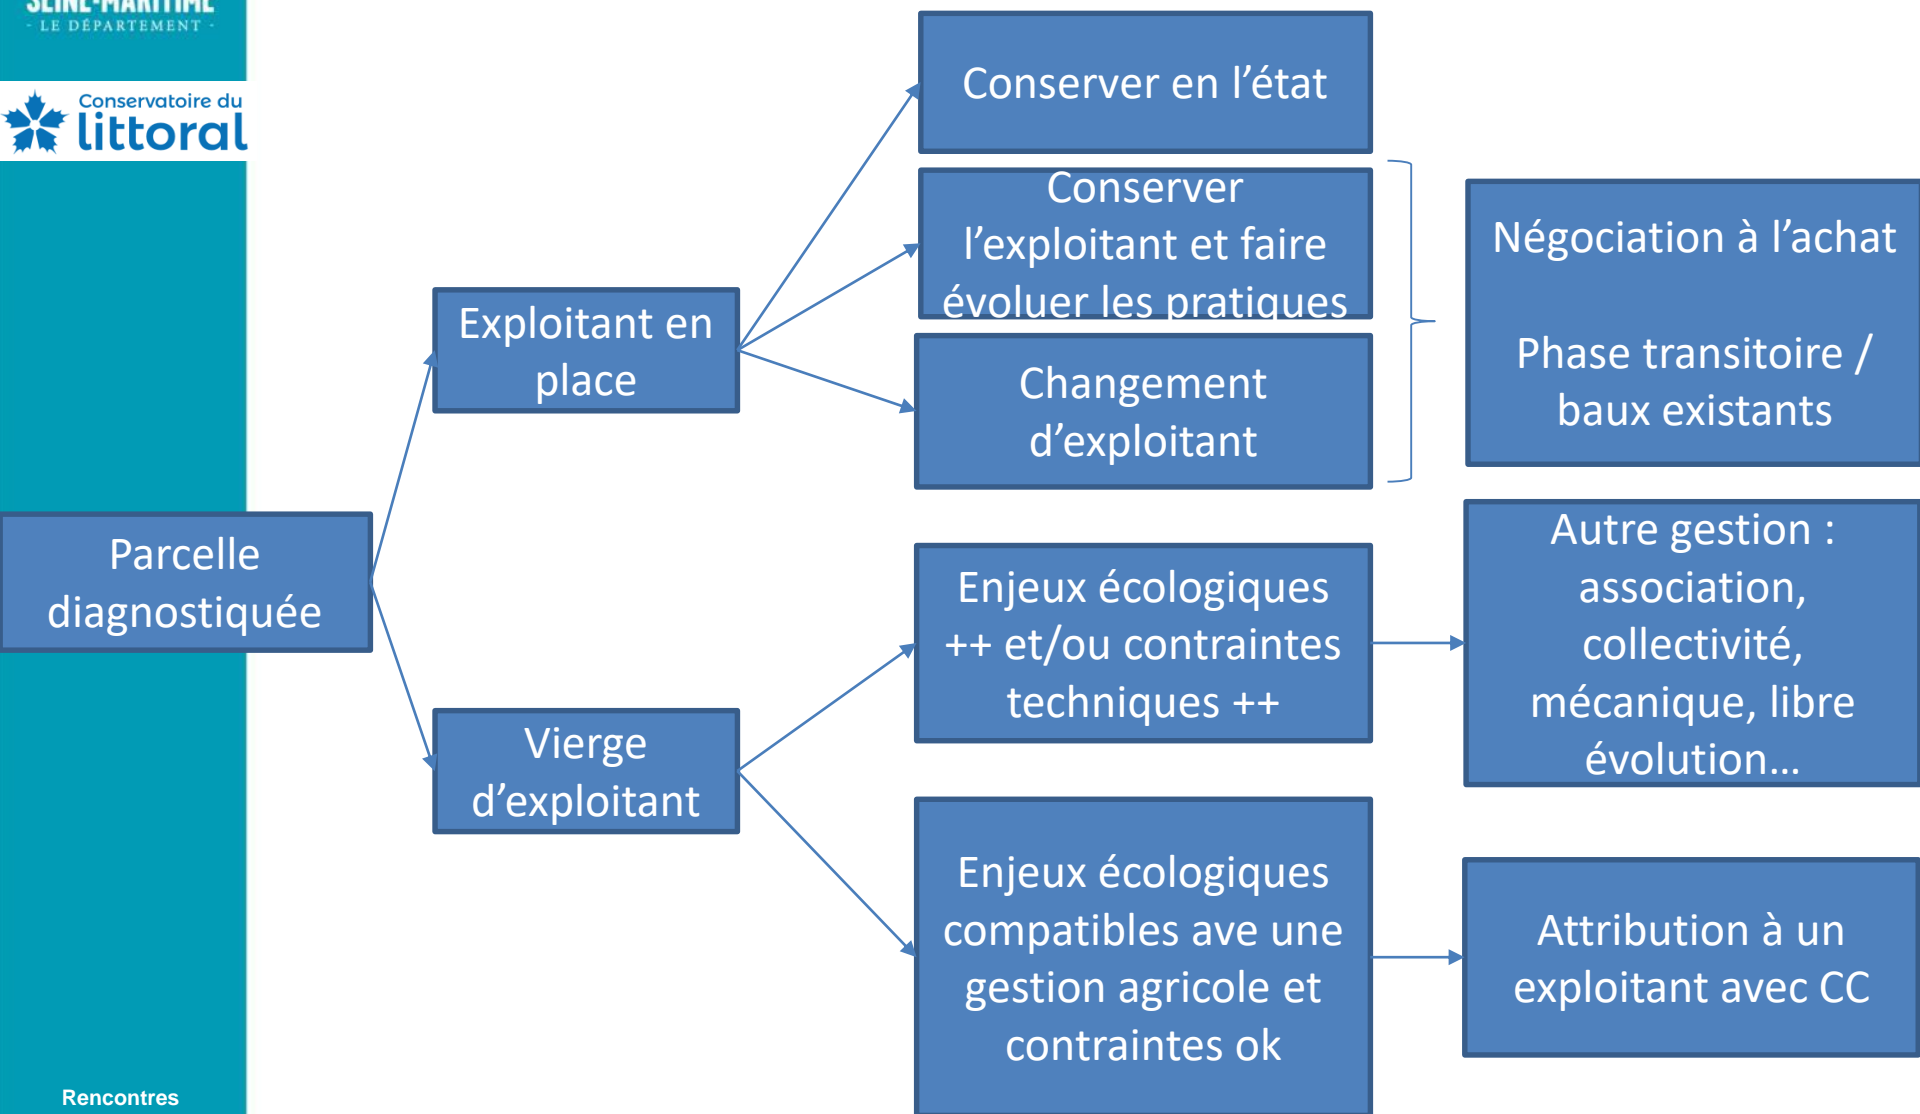 SEINE-MARITIME
- LE DÉPARTEMENT -
Conservatoire du
littoral
Parcelle
diagnostiquée
Exploitant en
place
Vierge
d’exploitant
Conserver en l’état
Conserver
l’exploitant et faire
évoluer les pratiques
Changement
d’exploitant
Négociation à l’achat
Phase transitoire /
baux existants
Enjeux écologiques
++ et/ou contraintes
techniques ++
Autre gestion :
association,
collectivité,
mécanique, libre
évolution…
Enjeux écologiques
compatibles ave une
gestion agricole et
contraintes ok
Attribution à un
exploitant avec CC
Rencontres